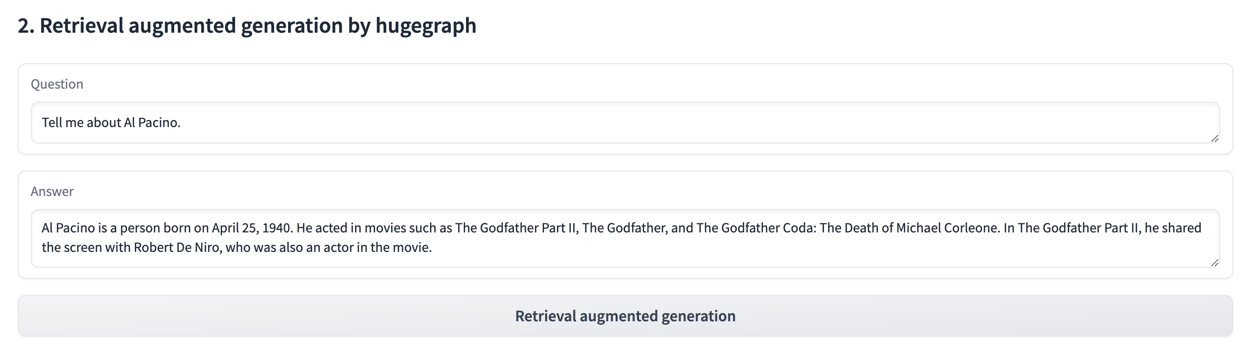 2. Retrieval augmented generation by hugegraph
Question
Tell me about Al Pacino.
Answer
Al Pacino is a person born on April 25, 1940. He acted in movies such as The Godfather Part II, The Godfather, and The Godfather Coda: The Death of Michael Corleone. In The Godfather Part II, he shared
the screen with Robert De Niro, who was also an actor in the movie.
Retrieval augmented generation